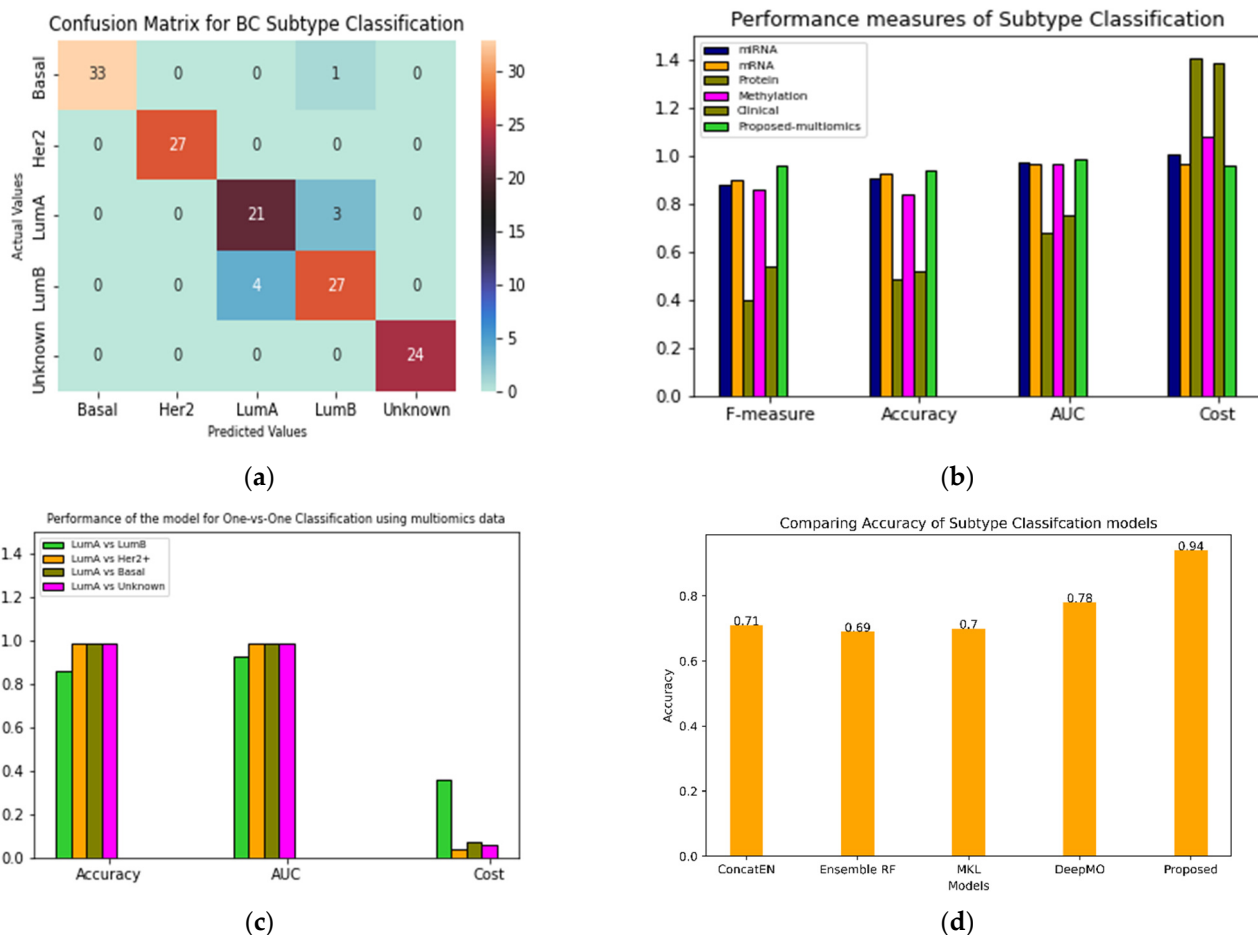 Confusion Matrix for BC Subtype Classification
Actual Values
Basal
Her2
LumA
LumB
Unknown
33 0 0 1 0
0 27 0 0 0
0 0 21 3 0
0 0 4 27 0
0 0 0 0 24
Basal Her2 LumA LumB Unknown
Predicted Values
30
25
20
15
10
5
0
(a)
Performance measures of Subtype Classification
miRNA
mRNA
Protein
Methylation
Clinical
Proposed-multiomics
1.4
1.2
1.0
0.8
0.6
0.4
0.2
0.0
F-measure Accuracy AUC Cost
(b)
Performance of the model for One-vs-One Classification using multiomics data
LumA vs LumB
LumA vs Her2+
LumA vs Basal
LumA vs Unknown
1.4
1.2
1.0
0.8
0.6
0.4
0.2
0.0
Accuracy AUC Cost
(c)
Comparing Accuracy of Subtype Classifcation models
Accuracy
0.8
0.6
0.4
0.2
0.0
0.71 0.69 0.7 0.78 0.94
ConcatEN Ensemble RF MKL DeepMO Proposed
Models
(d)